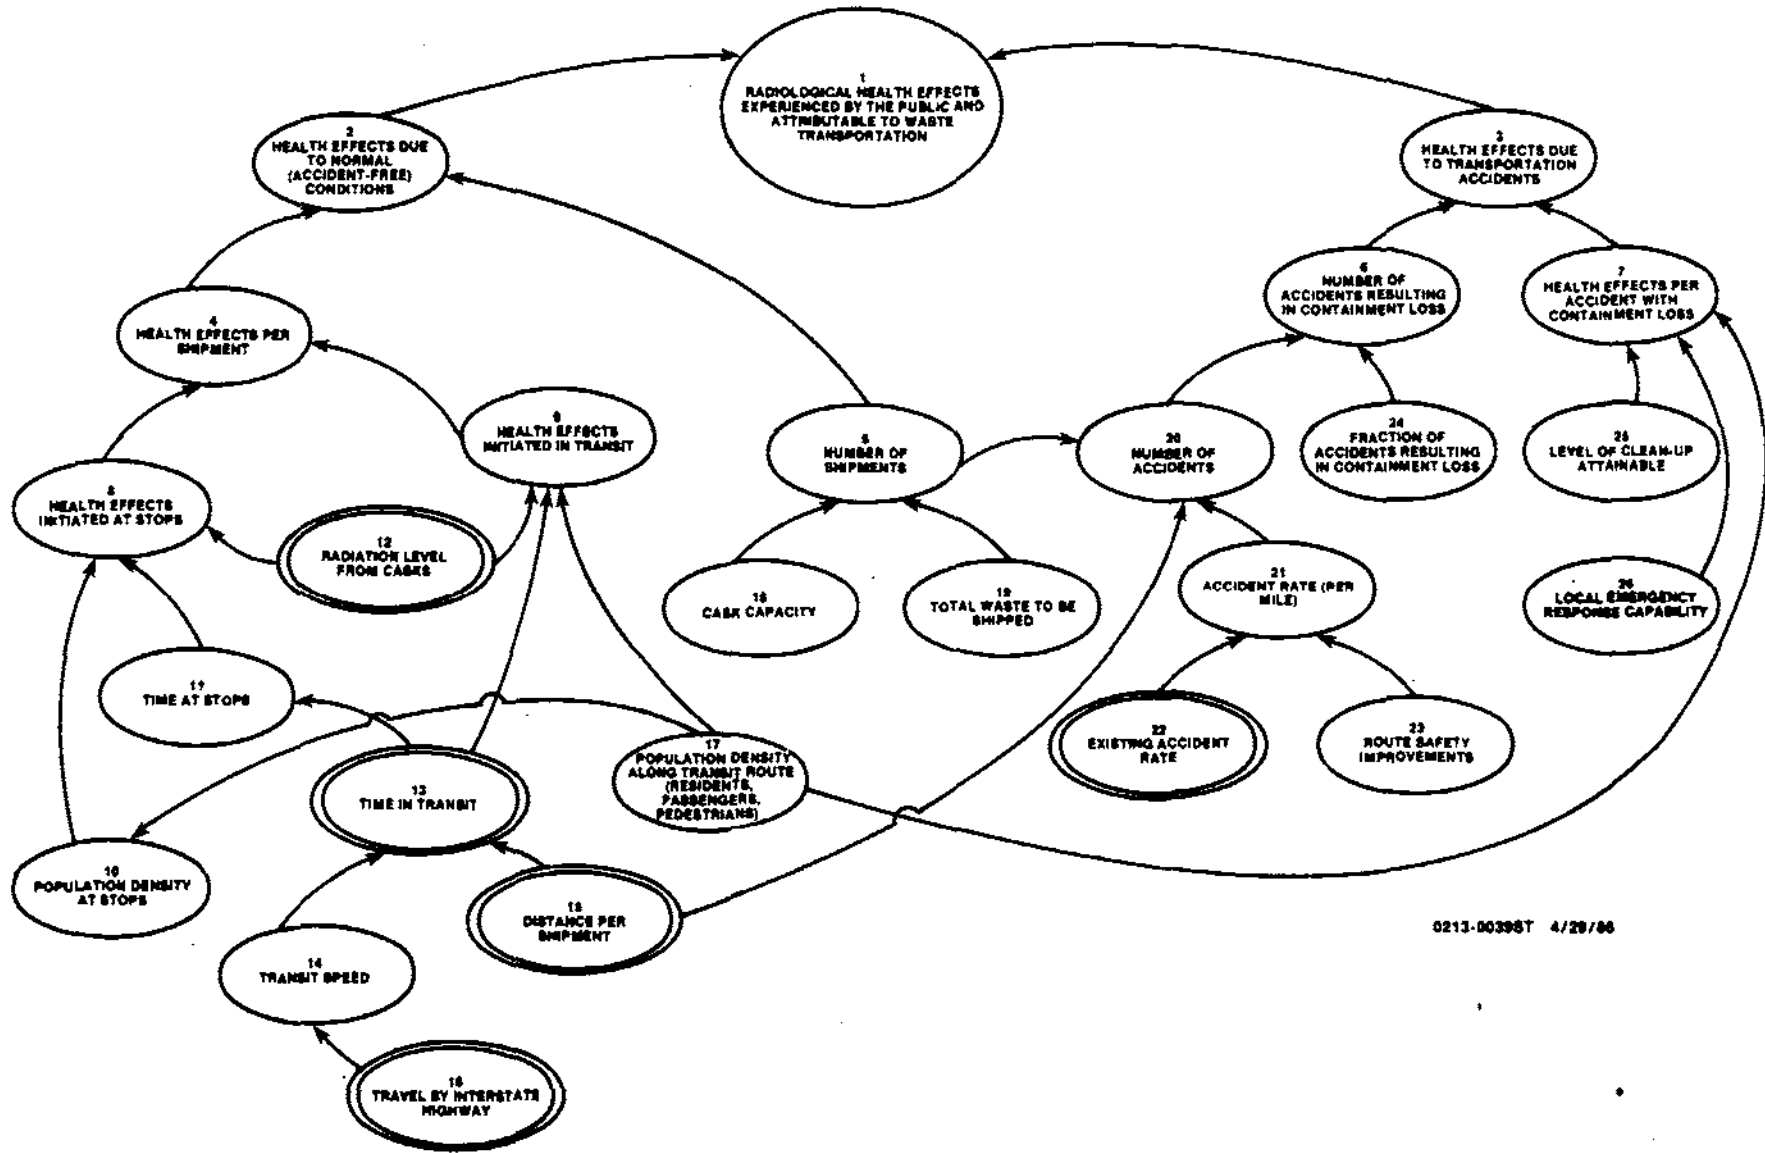 1
RADIOLOGICAL HEALTH EFFECTS
EXPERIENCED BY THE PUBLIC AND
ATTRIBUTABLE TO WASTE
TRANSPORTATION
2
HEALTH EFFECTS DUE
TO NORMAL
(ACCIDENT-FREE)
CONDITIONS
3
HEALTH EFFECTS DUE
TO TRANSPORTATION
ACCIDENTS
4
HEALTH EFFECTS PER
SHIPMENT
6
NUMBER OF
ACCIDENTS RESULTING
IN CONTAINMENT LOSS
7
HEALTH EFFECTS PER
ACCIDENT WITH
CONTAINMENT LOSS
HEALTH EFFECTS
INITIATED AT STOPS
9
HEALTH EFFECTS
INITIATED IN TRANSIT
5
NUMBER OF
SHIPMENTS
20
NUMBER OF
ACCIDENTS
24
FRACTION OF
ACCIDENTS RESULTING
IN CONTAINMENT LOSS
25
LEVEL OF CLEAN-UP
ATTAINABLE
12
RADIATION LEVEL
FROM CASKS
18
CASK CAPACITY
19
TOTAL WASTE TO BE
SHIPPED
21
ACCIDENT RATE (PER
MILE)
26
LOCAL EMERGENCY
RESPONSE CAPABILITY
11
TIME AT STOPS
13
TIME IN TRANSIT
17
POPULATION DENSITY
ALONG TRANSIT ROUTE
(RESIDENTS,
PASSENGERS,
PEDESTRIANS)
22
EXISTING ACCIDENT
RATE
23
ROUTE SAFETY
IMPROVEMENTS
10
POPULATION DENSITY
AT STOPS
DISTANCE PER
SHIPMENT
14
TRANSIT SPEED
TRAVEL BY INTERSTATE
HIGHWAY